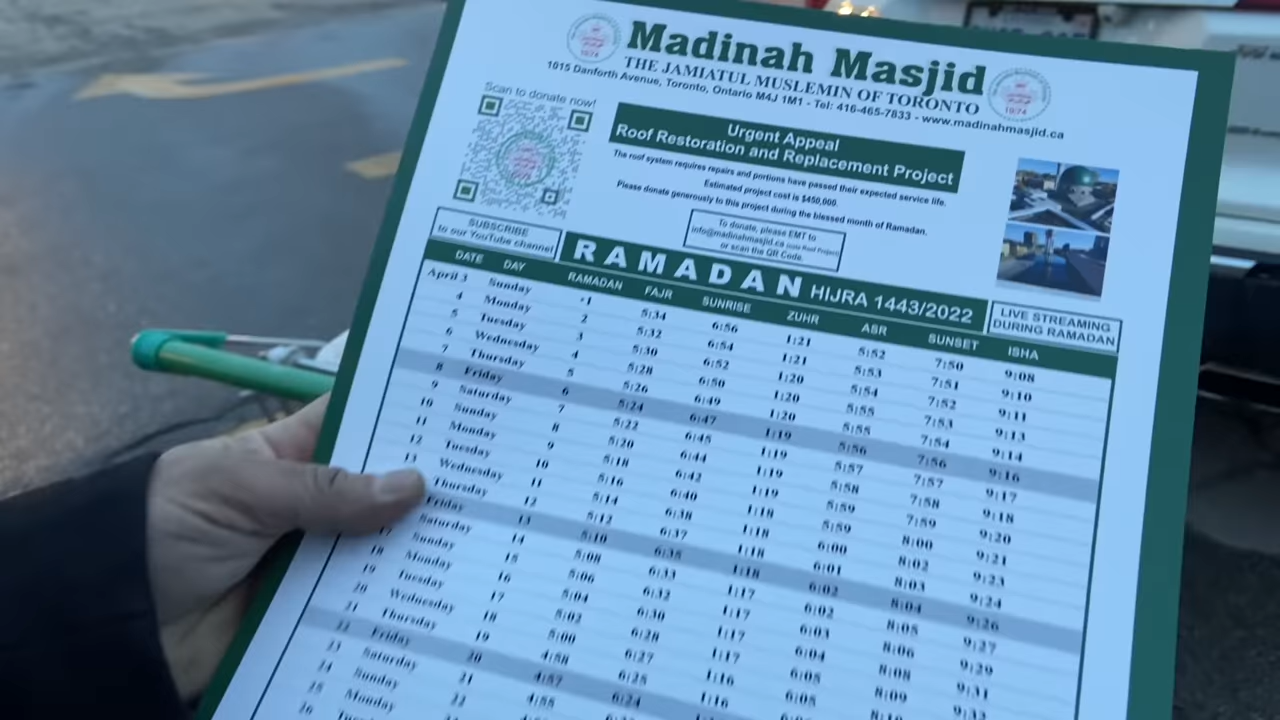 Madinah Masjid
THE JAMIATUL MUSLEMIN OF TORONTO
1015 Danforth Avenue, Toronto, Ontario M4J 1M1 - Tel: 416-465-7833 - www.madinahmasjid.ca
1974
1974
Scan to donate now!
Urgent Appeal
Roof Restoration and Replacement Project
The roof system requires repairs and portions have passed their expected service life.
Estimated project cost is $450,000.
Please donate generously to this project during the blessed month of Ramadan.
To donate, please EMT to
info@madinahmasjid.ca (note Roof Project)
or scan the QR Code.
SUBSCRIBE
to our YouTube channel
RAMADAN HIJRA 1443/2022
LIVE STREAMING
DURING RAMADAN
DATE DAY RAMADAN FAJR SUNRISE ZUHR ASR SUNSET ISHA
April 3 Sunday *1 5:34 6:56 1:21 5:52 7:50 9:08
4 Monday 2 5:32 6:54 1:21 5:53 7:51 9:10
5 Tuesday 3 5:30 6:52 1:20 5:54 7:52 9:11
6 Wednesday 4 5:28 6:50 1:20 5:55 7:53 9:13
7 Thursday 5 5:26 6:49 1:20 5:55 7:54 9:14
8 Friday 6 5:24 6:47 1:19 5:56 7:56 9:16
9 Saturday 7 5:22 6:45 1:19 5:57 7:57 9:17
10 Sunday 8 5:20 6:44 1:19 5:58 7:58 9:18
11 Monday 9 5:18 6:42 1:19 5:59 7:59 9:20
12 Tuesday 10 5:16 6:40 1:18 8:00 9:21
13 Wednesday 11 5:14 6:38 1:18 6:00 8:02 9:23
Thursday 12 5:12 6:37 1:18 6:01 8:03 9:24
Friday 13 5:10 6:35 1:18 6:02 8:04 9:26
Saturday 14 5:08 6:33 1:17 6:02 8:05 9:27
17 Sunday 15 5:06 6:32 1:17 6:03 8:06 9:29
18 Monday 16 5:04 6:30 1:17 6:04 8:08 9:31
19 Tuesday 17 5:02 6:28 1:17 6:05 8:09 9:32
20 Wednesday 18 5:00 6:27 1:16
21 Thursday 19 4:58 6:25 1:16
22 Friday 20 4:57 6:24
23 Saturday 21 4:55
24 Sunday 22
25 Monday
26